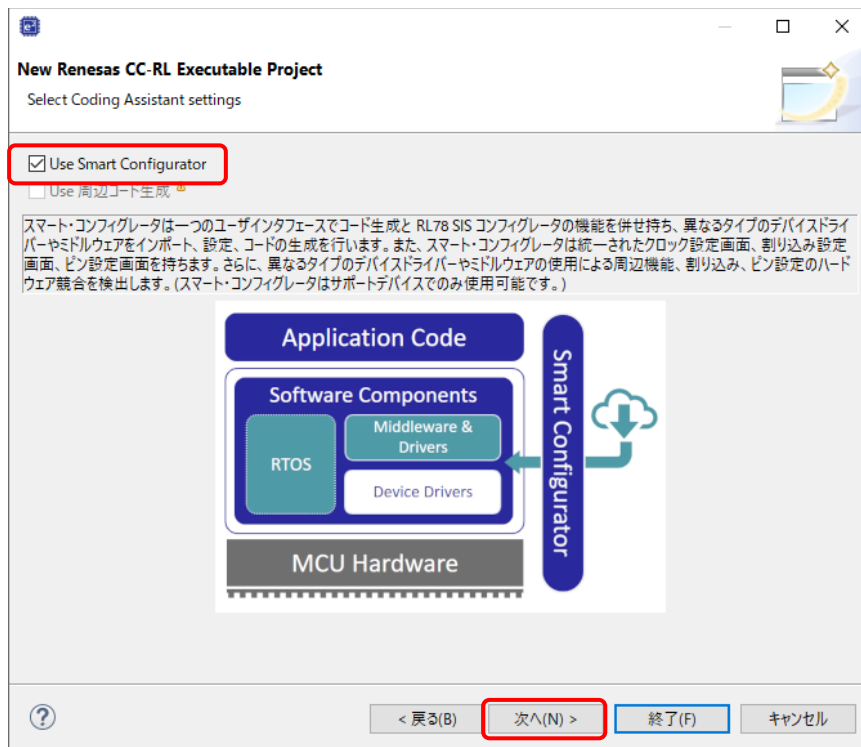 New Renesas CC-RL Executable Project
Select Coding Assistant settings
Use Smart Configurator
Use 周辺コード生成
スマート・コンフィグレータは一つのユーザインタフェースでコード生成と RL78 SIS コンフィグレータの機能を併せ持ち、異なるタイプのデバイスドライ
バーやミドルウェアをインポート、設定、コードの生成を行います。また、スマート・コンフィグレータは統一されたクロック設定画面、割り込み設定
画面、ピン設定画面を持ちます。さらに、異なるタイプのデバイスドライバーやミドルウェアの使用による周辺機能、割り込み、ピン設定のハード
ウェア競合を検出します。(スマート・コンフィグレータはサポートデバイスでのみ使用可能です。)
Application Code
Software Components
RTOS
Middleware &
Drivers
Device Drivers
MCU Hardware
Smart Configurator
< 戻る(B)
次へ(N) >
終了(F)
キャンセル